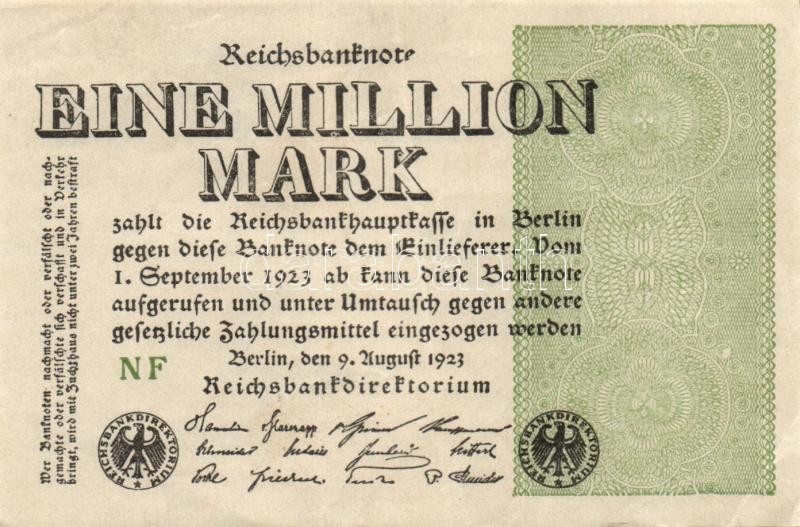 Reichsbanknote
EINE MILLION
MARK
zahlt die Reichsbankhauptkasse in Berlin
gegen diese Banknote dem Einlieferer. Vom
1. September 1923 ab kann diese Banknote
aufgerufen und unter Umtausch gegen andere
gesetzliche Zahlungsmittel eingezogen werden
Berlin, den 9. August 1923
Reichsbankdirektorium
NF
Wer Banknoten nachmacht oder verfälscht oder nach-
gemachte oder verfälschte sich verschafft und in Verkehr
bringt, wird mit Zuchthaus nicht unter zwei Jahren bestraft
REICHSBANKDIREKTORIUM
REICHSBANKDIREKTORIUM
darabanth